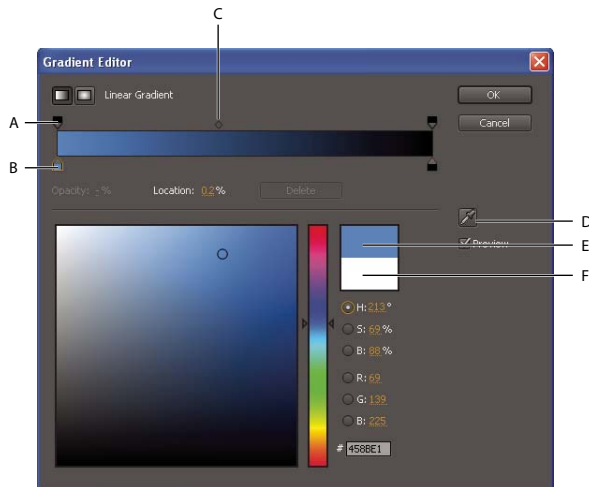 C
Gradient Editor
Linear Gradient
OK
A
Cancel
B
Opacity: -% Location: 0.2% Delete
D
Preview
E
F
H: 213°
S: 69%
B: 88%
R: 69
G: 139
B: 225
# 458BE1